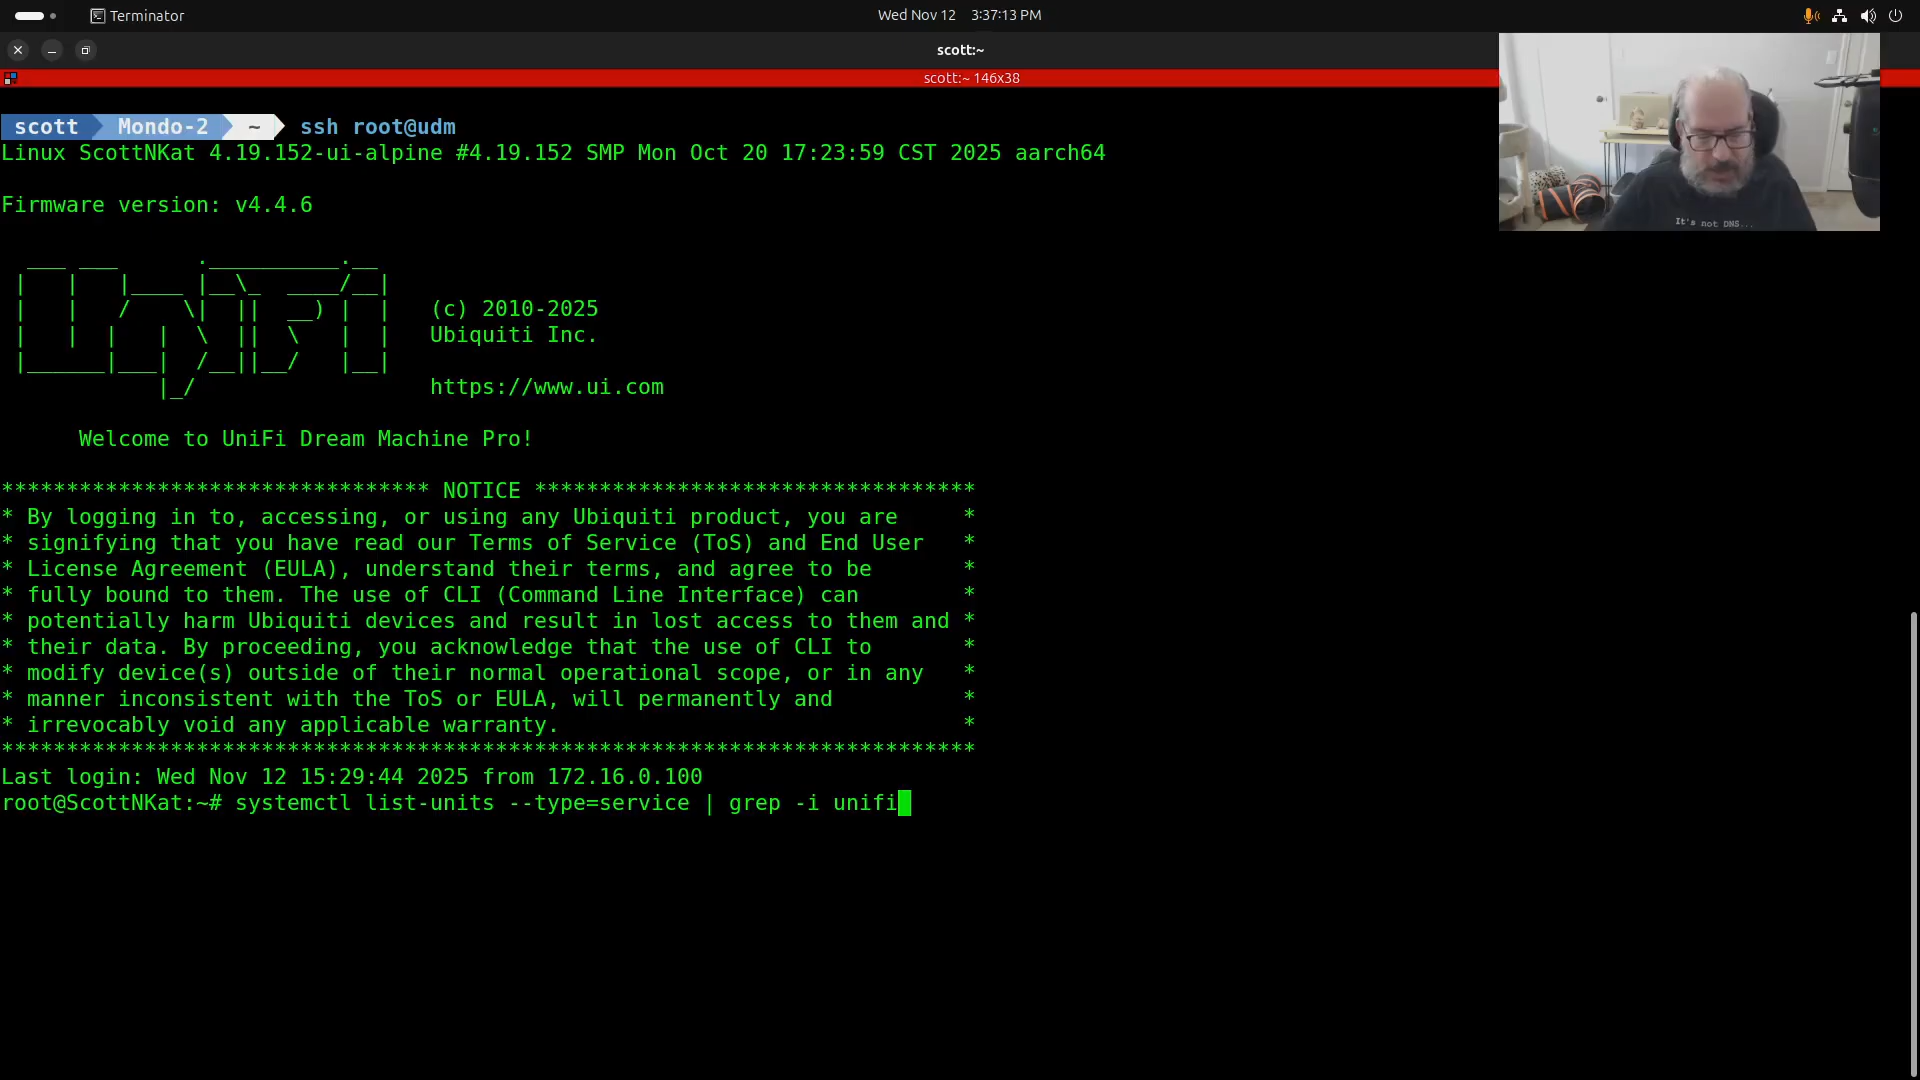 Terminator
Wed Nov 12 3:37:13 PM
scott:~
scott:~ 146x38
scott Mondo-2 ~ ssh root@udm
Linux ScottNKat 4.19.152-ui-alpine #4.19.152 SMP Mon Oct 20 17:23:59 CST 2025 aarch64
Firmware version: v4.4.6
UniFi
(c) 2010-2025
Ubiquiti Inc.
https://www.ui.com
Welcome to UniFi Dream Machine Pro!
********************************* NOTICE **********************************
* By logging in to, accessing, or using any Ubiquiti product, you are *
* signifying that you have read our Terms of Service (ToS) and End User *
* License Agreement (EULA), understand their terms, and agree to be *
* fully bound to them. The use of CLI (Command Line Interface) can *
* potentially harm Ubiquiti devices and result in lost access to them and *
* their data. By proceeding, you acknowledge that the use of CLI to *
* modify device(s) outside of their normal operational scope, or in any *
* manner inconsistent with the ToS or EULA, will permanently and *
* irrevocably void any applicable warranty. *
***************************************************************************
Last login: Wed Nov 12 15:29:44 2025 from 172.16.0.100
root@ScottNKat:~# systemctl list-units --type=service | grep -i unifi
It's not DNS...